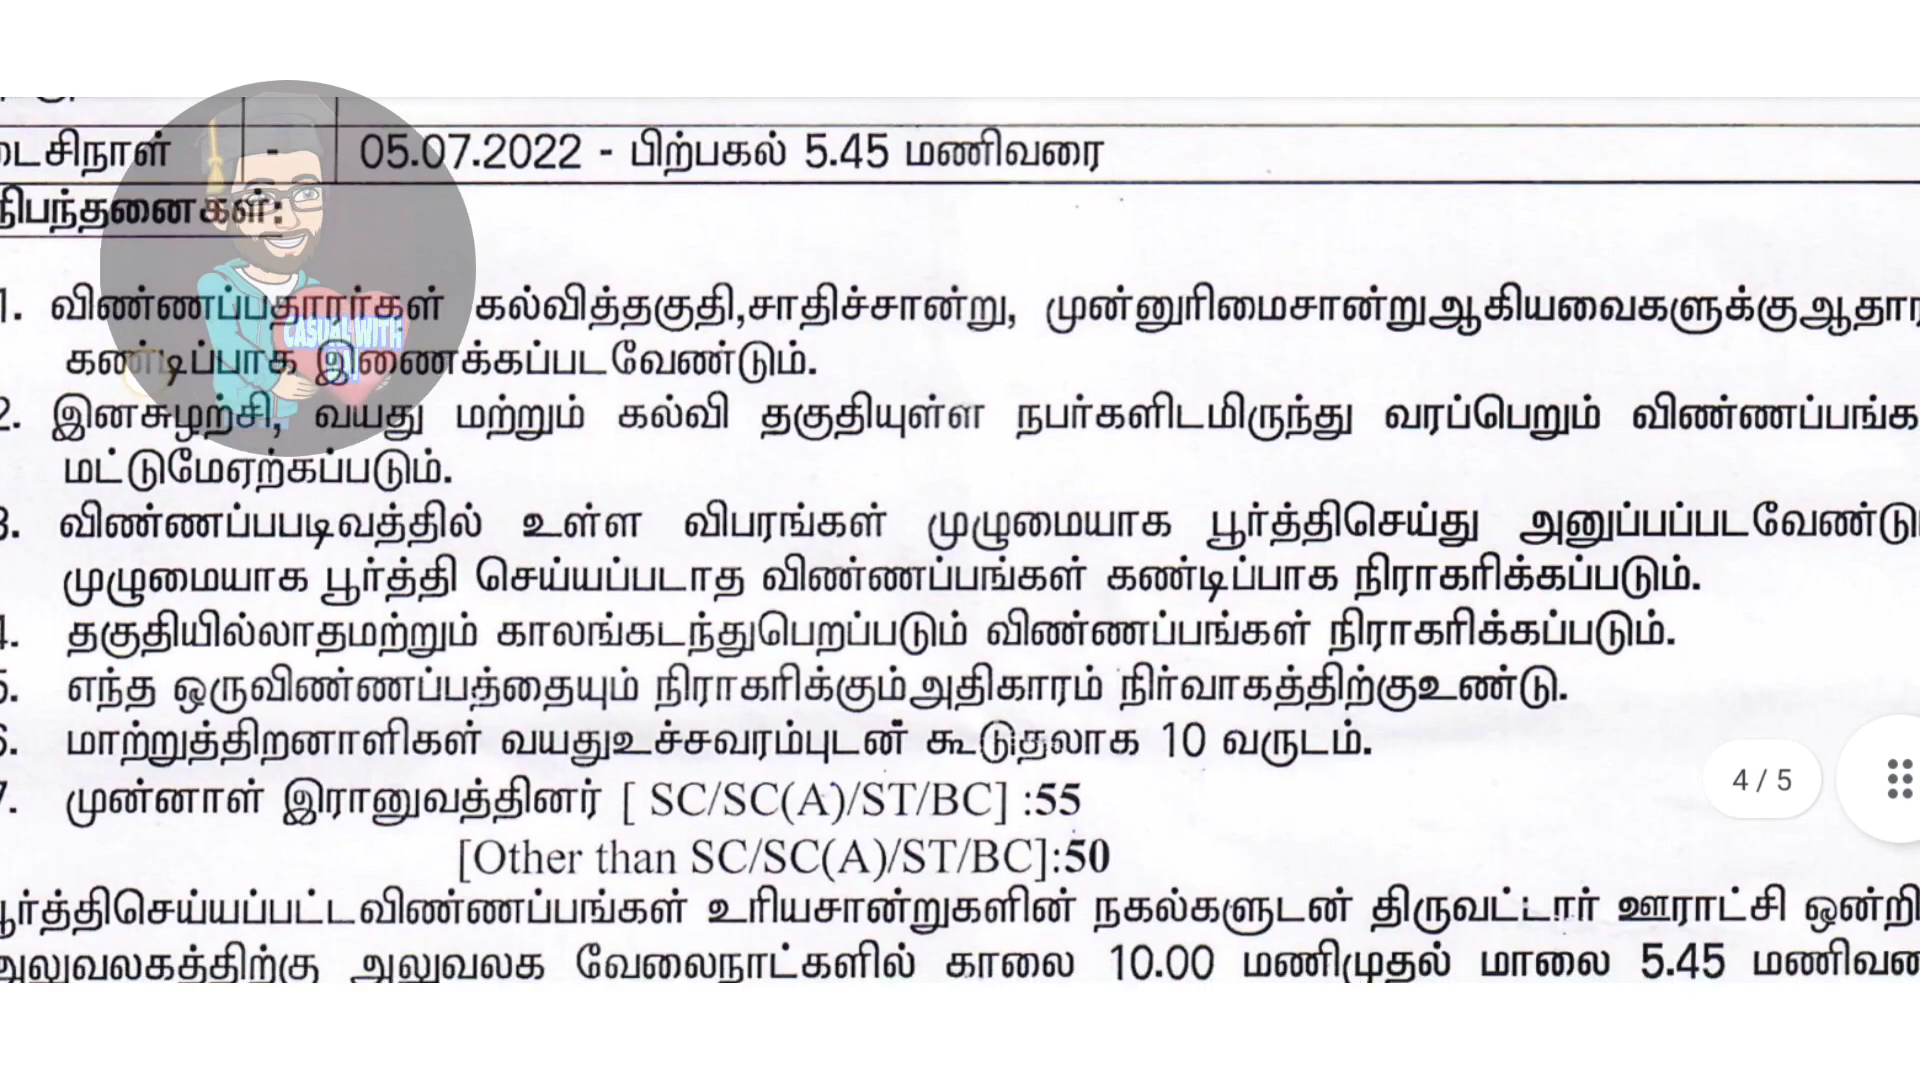 டைசிநாள் - 05.07.2022 - பிற்பகல் 5.45 மணிவரை
நிபந்தனைகள்:
1. விண்ணப்பதாரர்கள் கல்வித்தகுதி,சாதிச்சான்று, முன்னுரிமைசான்றுஆகியவைகளுக்குஆதார
கண்டிப்பாக இணைக்கப்படவேண்டும்.
CASUAL WITH
2. இனசுழற்சி, வயது மற்றும் கல்வி தகுதியுள்ள நபர்களிடமிருந்து வரப்பெறும் விண்ணப்பங்க
மட்டுமேஏற்கப்படும்.
3. விண்ணப்பபடிவத்தில் உள்ள விபரங்கள் முழுமையாக பூர்த்திசெய்து அனுப்பப்படவேண்டு
முழுமையாக பூர்த்தி செய்யப்படாத விண்ணப்பங்கள் கண்டிப்பாக நிராகரிக்கப்படும்.
4. தகுதியில்லாதமற்றும் காலங்கடந்துபெறப்படும் விண்ணப்பங்கள் நிராகரிக்கப்படும்.
5. எந்த ஒருவிண்ணப்பத்தையும் நிராகரிக்கும்அதிகாரம் நிர்வாகத்திற்குஉண்டு.
6. மாற்றுத்திறனாளிகள் வயதுஉச்சவரம்புடன் கூடுதலாக 10 வருடம்.
4 / 5
7. முன்னாள் இரானுவத்தினர் [ SC/SC(A)/ST/BC] :55
[Other than SC/SC(A)/ST/BC]:50
பூர்த்திசெய்யப்பட்டவிண்ணப்பங்கள் உரியசான்றுகளின் நகல்களுடன் திருவட்டார் ஊராட்சி ஒன்றி
அலுவலகத்திற்கு அலுவலக வேலைநாட்களில் காலை 10.00 மணிமுதல் மாலை 5.45 மணிவரை